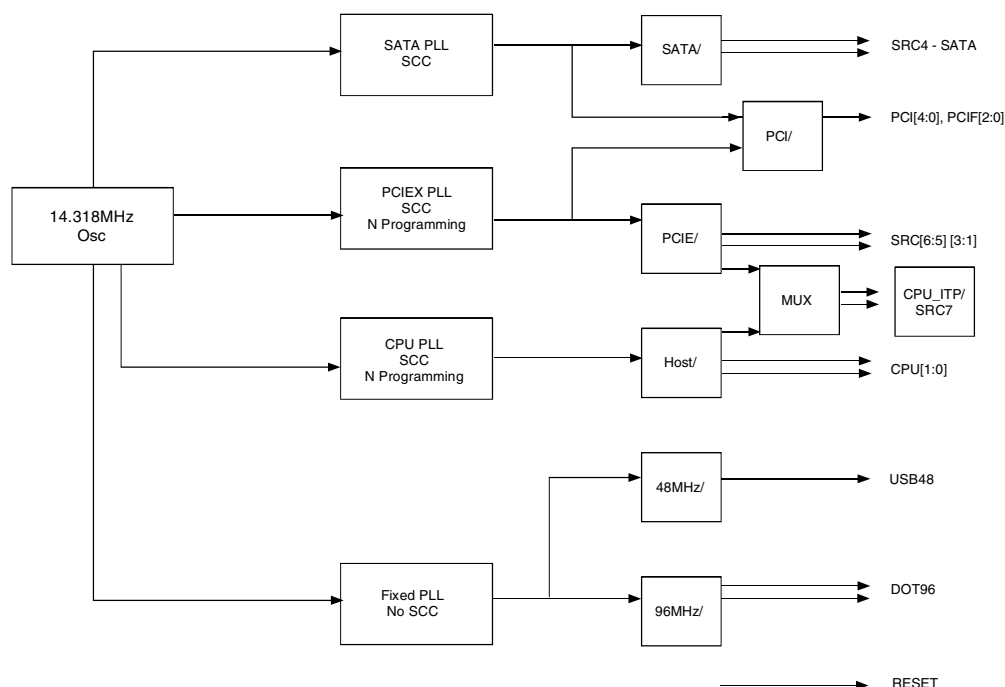 SATA PLL
SCC
SATA/
SRC4 - SATA
PCI/
PCI[4:0], PCIF[2:0]
14.318MHz
Osc
PCIEX PLL
SCC
N Programming
PCIE/
SRC[6:5] [3:1]
MUX
CPU_ITP/
SRC7
CPU PLL
SCC
N Programming
Host/
CPU[1:0]
48MHz/
USB48
Fixed PLL
No SCC
96MHz/
DOT96
RESET